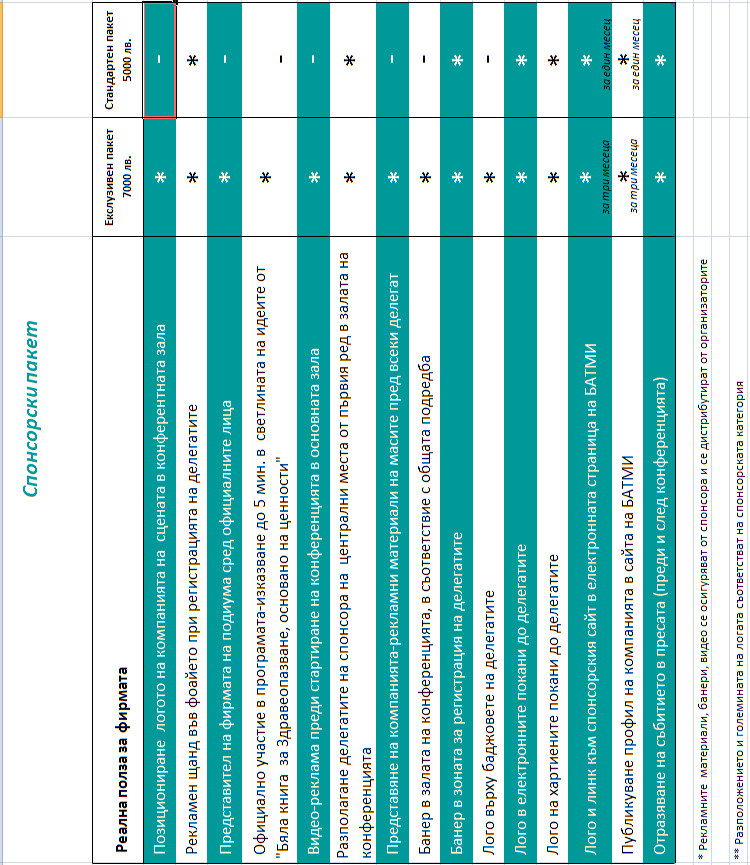 Спонсорски пакет
Реална полза за фирмата Екслузивен пакет 7000 лв. Стандартен пакет 5000 лв.
Позициониране логото на компанията на сцената в конферентната зала * -
Рекламен щанд във фоайето при регистрацията на делегатите * *
Представител на фирмата на подиума сред официалните лица * -
Официално участие в програмата-изказване до 5 мин. в светлината на идеите от
"Бяла книга за Здравеопазване, основано на ценности" * -
Видео-реклама преди стартиране на конференцията в основната зала * -
Разполагане делегатите на спонсора на централни места от първия ред в залата на
конференцията * *
Представяне на компанията-рекламни материали на масите пред всеки делегат * -
Банер в залата на конференцията, в съответствие с общата подредба * -
Банер в зоната за регистрация на делегатите * *
Лого върху баджовете на делегатите * -
Лого в електронните покани до делегатите * *
Лого на хартиените покани до делегатите * *
Лого и линк към спонсорския сайт в електронната страница на БАТМИ * за три месеца * за един месец
Публикуване профил на компанията в сайта на БАТМИ * за три месеца * за един месец
Отразяване на събитието в пресата (преди и след конференцията) * *
* Рекламните материали, банери, видео се осигуряват от спонсора и се дистрибутират от организаторите
** Разположението и големината на логата съответстват на спонсорската категория